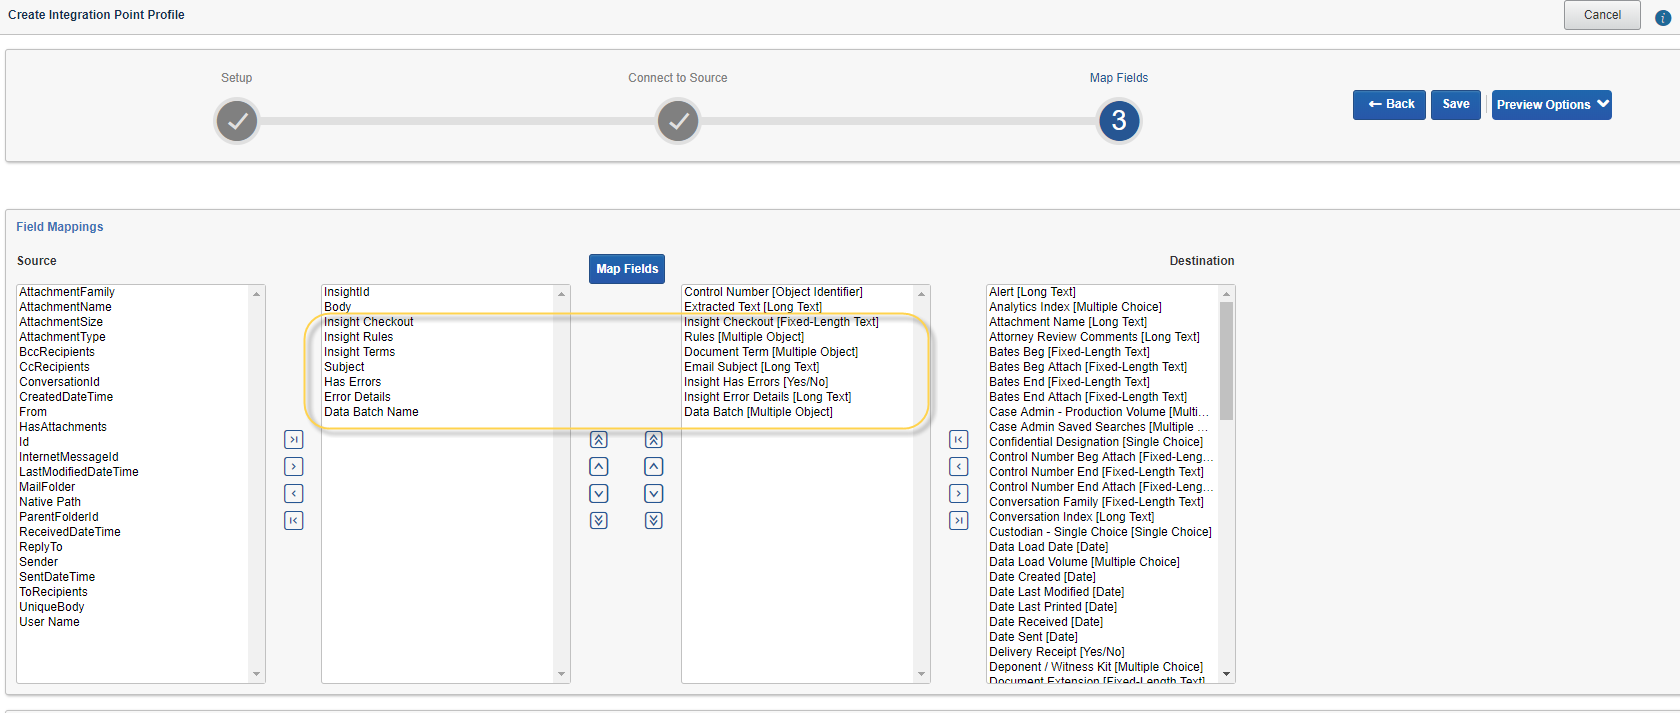 Create Integration Point Profile
Cancel
i
Setup
Connect to Source
Map Fields
3
← Back
Save
Preview Options
Field Mappings
Source
Map Fields
Destination
AttachmentFamily
AttachmentName
AttachmentSize
AttachmentType
BccRecipients
CcRecipients
ConversationId
CreatedDateTime
From
HasAttachments
Id
InternetMessageId
LastModifiedDateTime
MailFolder
Native Path
ParentFolderId
ReceivedDateTime
ReplyTo
Sender
SentDateTime
ToRecipients
UniqueBody
User Name
InsightId
Body
Insight Checkout
Insight Rules
Insight Terms
Subject
Has Errors
Error Details
Data Batch Name
Control Number [Object Identifier]
Extracted Text [Long Text]
Insight Checkout [Fixed-Length Text]
Rules [Multiple Object]
Document Term [Multiple Object]
Email Subject [Long Text]
Insight Has Errors [Yes/No]
Insight Error Details [Long Text]
Data Batch [Multiple Object]
Alert [Long Text]
Analytics Index [Multiple Choice]
Attachment Name [Long Text]
Attorney Review Comments [Long Text]
Bates Beg [Fixed-Length Text]
Bates Beg Attach [Fixed-Length Text]
Bates End [Fixed-Length Text]
Bates End Attach [Fixed-Length Text]
Case Admin - Production Volume [Multi...
Case Admin Saved Searches [Multiple ...
Confidential Designation [Single Choice]
Control Number Beg Attach [Fixed-Leng...
Control Number End [Fixed-Length Text]
Control Number End Attach [Fixed-Leng...
Conversation Family [Fixed-Length Text]
Conversation Index [Long Text]
Custodian - Single Choice [Single Choice]
Data Load Date [Date]
Data Load Volume [Multiple Choice]
Date Created [Date]
Date Last Modified [Date]
Date Last Printed [Date]
Date Received [Date]
Date Sent [Date]
Delivery Receipt [Yes/No]
Deponent / Witness Kit [Multiple Choice]
Document Extension [Fixed-Length Text]